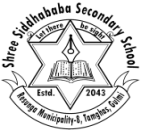 Shree Siddhababa Secondary School
Let there be light
Estd. 2043
Resunga Municipality-8, Tamghas, Gulmi